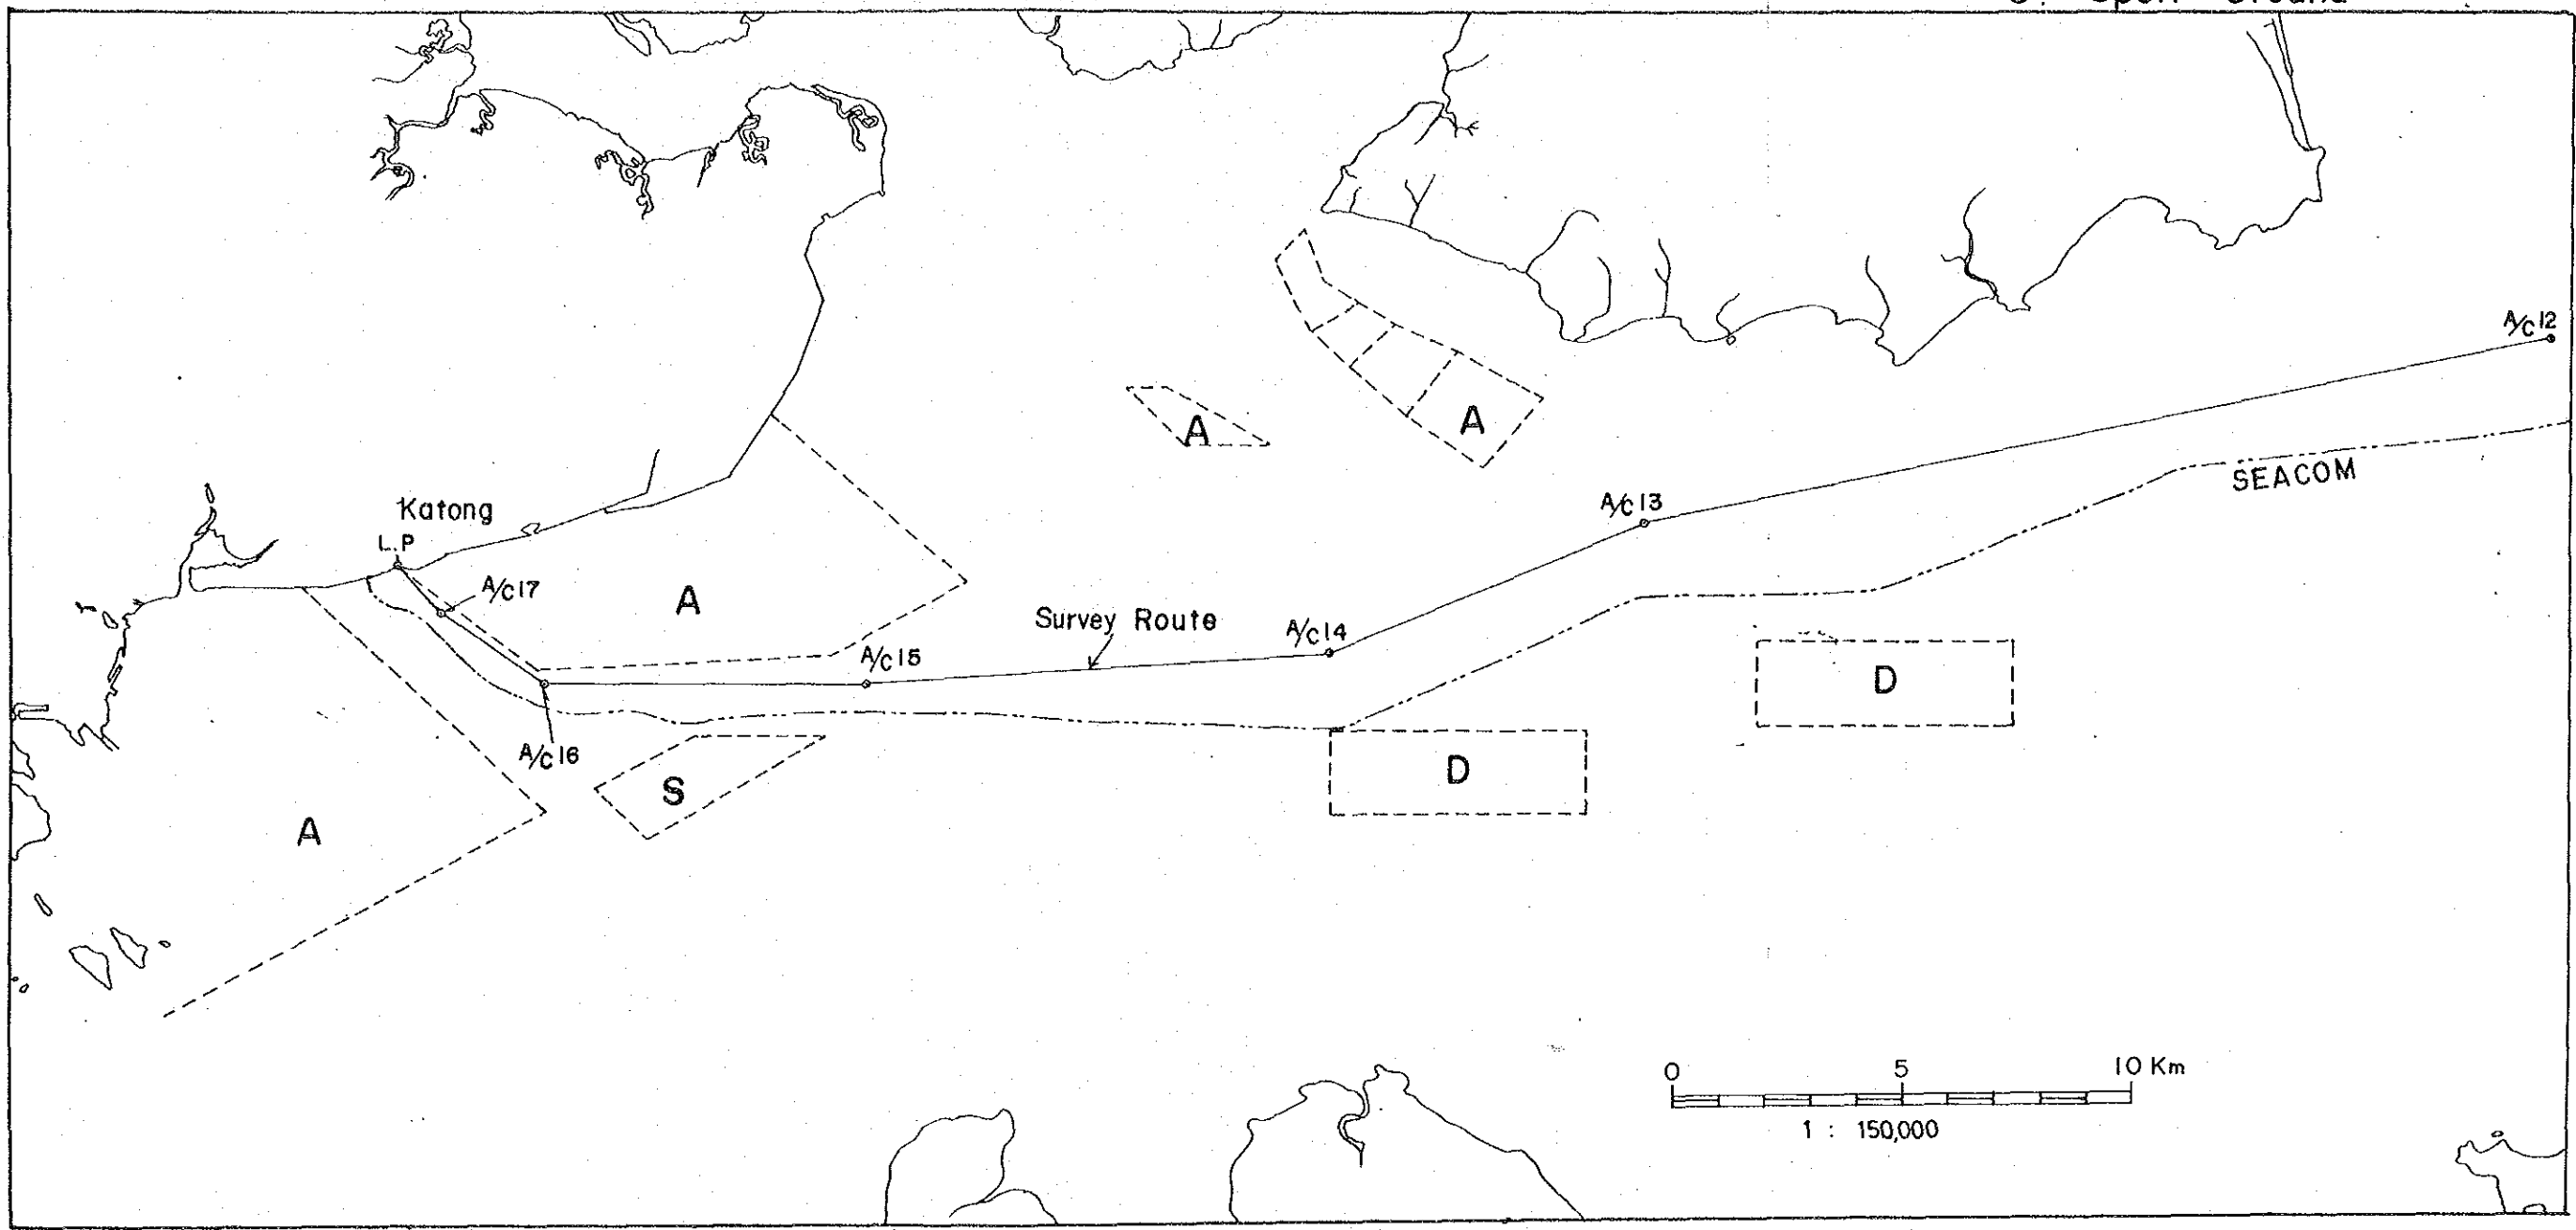 A/C12
A
A
SEACOM
A/C13
Katong
L.P
A/C17
A
Survey Route
A/C14
A/C15
D
A/C16
S
D
A
0 5 10 Km
1 : 150,000